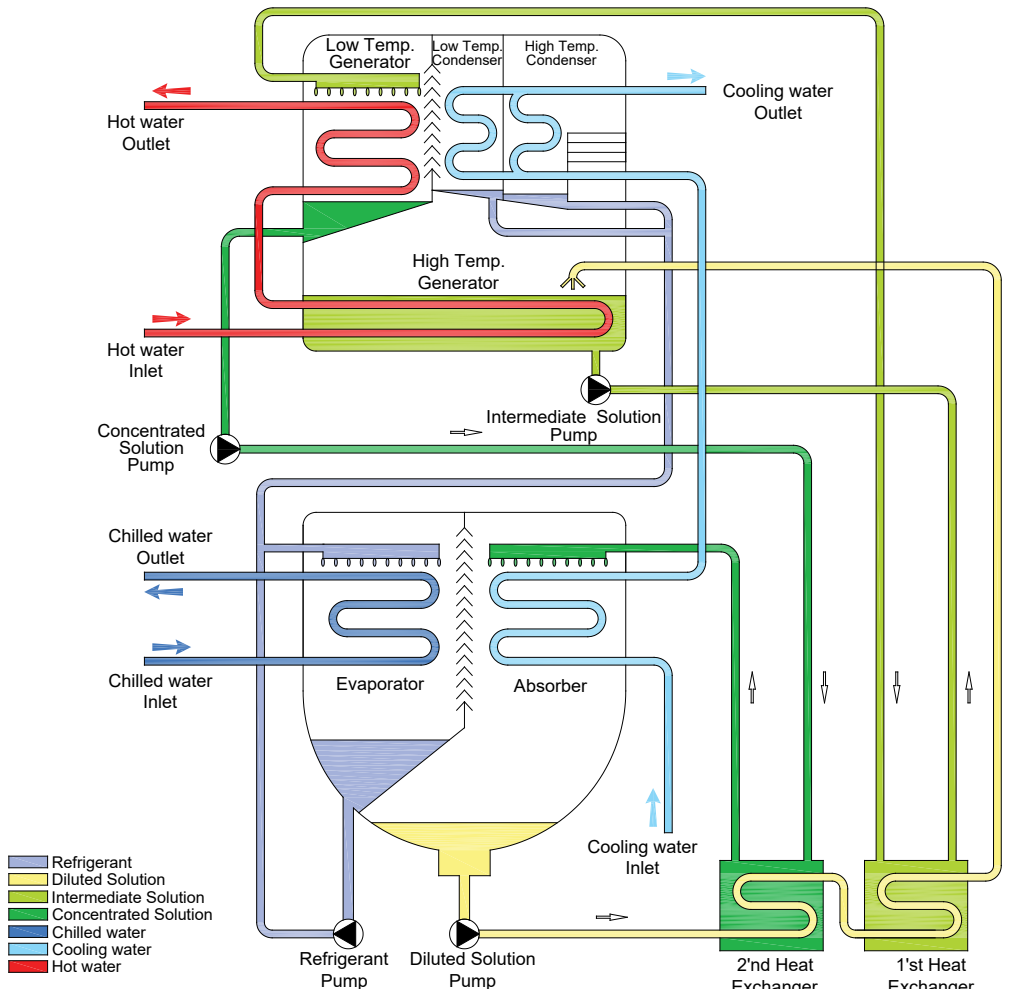 Low Temp.
Generator
Low Temp.
Condenser
High Temp.
Condenser
Hot water
Outlet
Cooling water
Outlet
High Temp.
Generator
Hot water
Inlet
Intermediate Solution
Pump
Concentrated
Solution
Pump
Chilled water
Outlet
Chilled water
Inlet
Evaporator
Absorber
Cooling water
Inlet
Refrigerant
Diluted Solution
Intermediate Solution
Concentrated Solution
Chilled water
Cooling water
Hot water
Refrigerant
Pump
Diluted Solution
Pump
2'nd Heat
Exchanger
1'st Heat
Exchanger